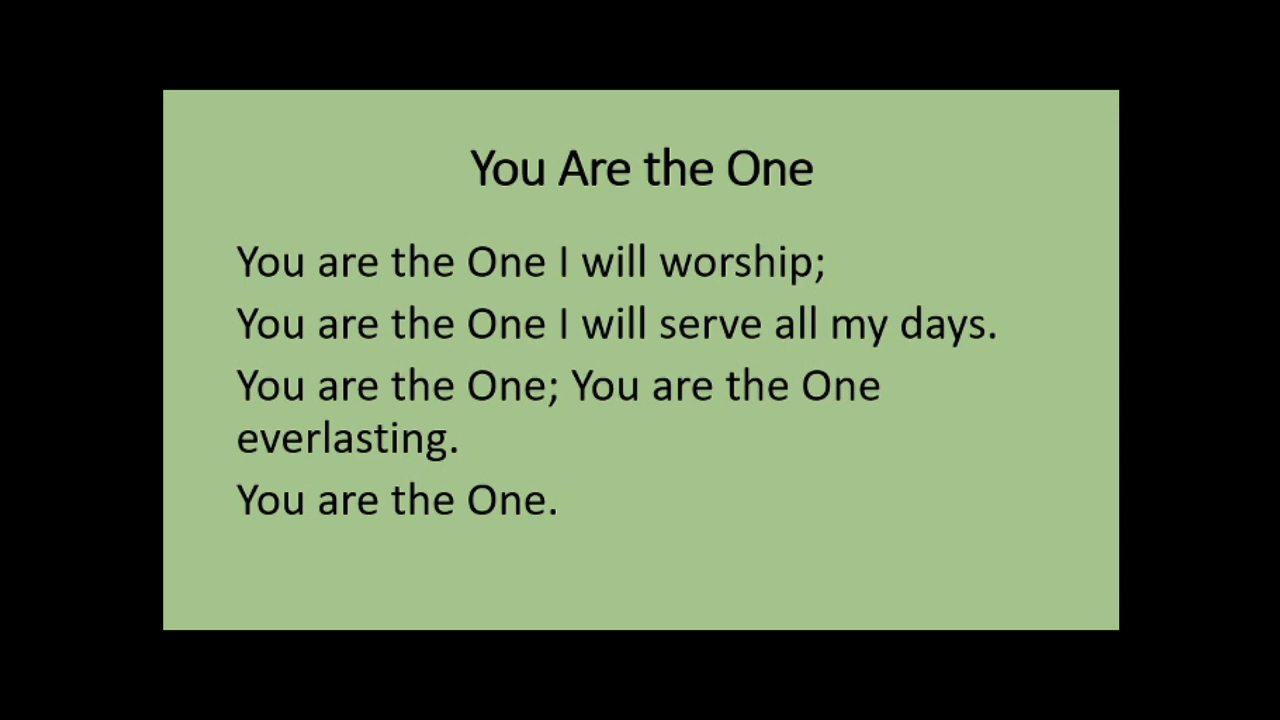 You Are the One
You are the One I will worship;
You are the One I will serve all my days.
You are the One; You are the One
everlasting.
You are the One.